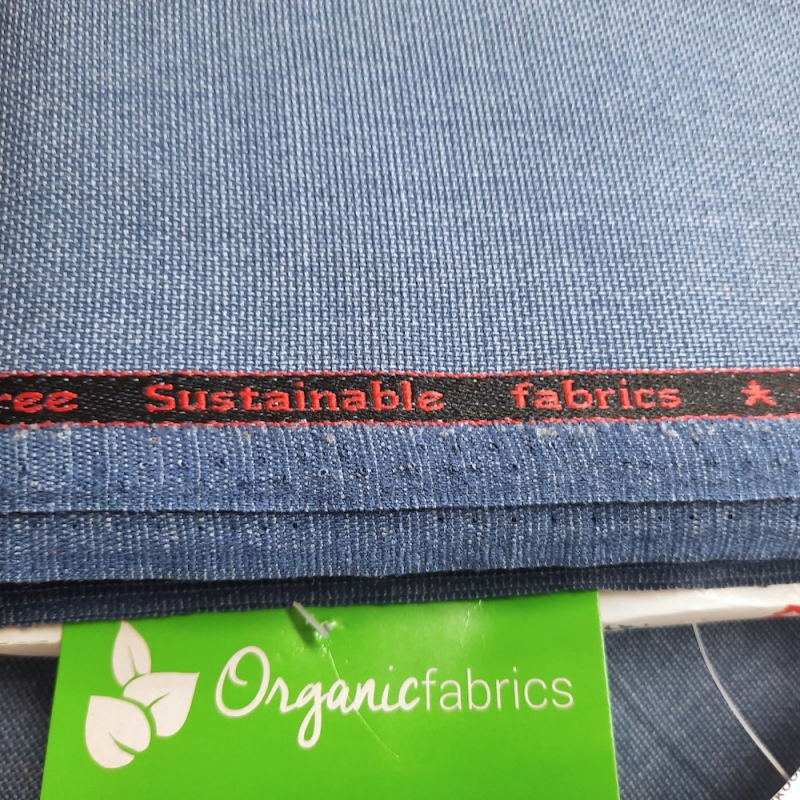 ree Sustainable fabrics *
Organicfabrics